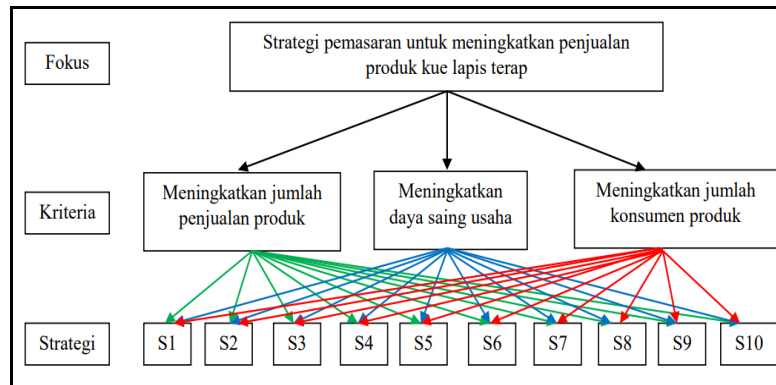 Fokus
Strategi pemasaran untuk meningkatkan penjualan
produk kue lapis terap
Kriteria
Meningkatkan jumlah
penjualan produk
Meningkatkan
daya saing usaha
Meningkatkan jumlah
konsumen produk
Strategi
S1 S2 S3 S4 S5 S6 S7 S8 S9 S10